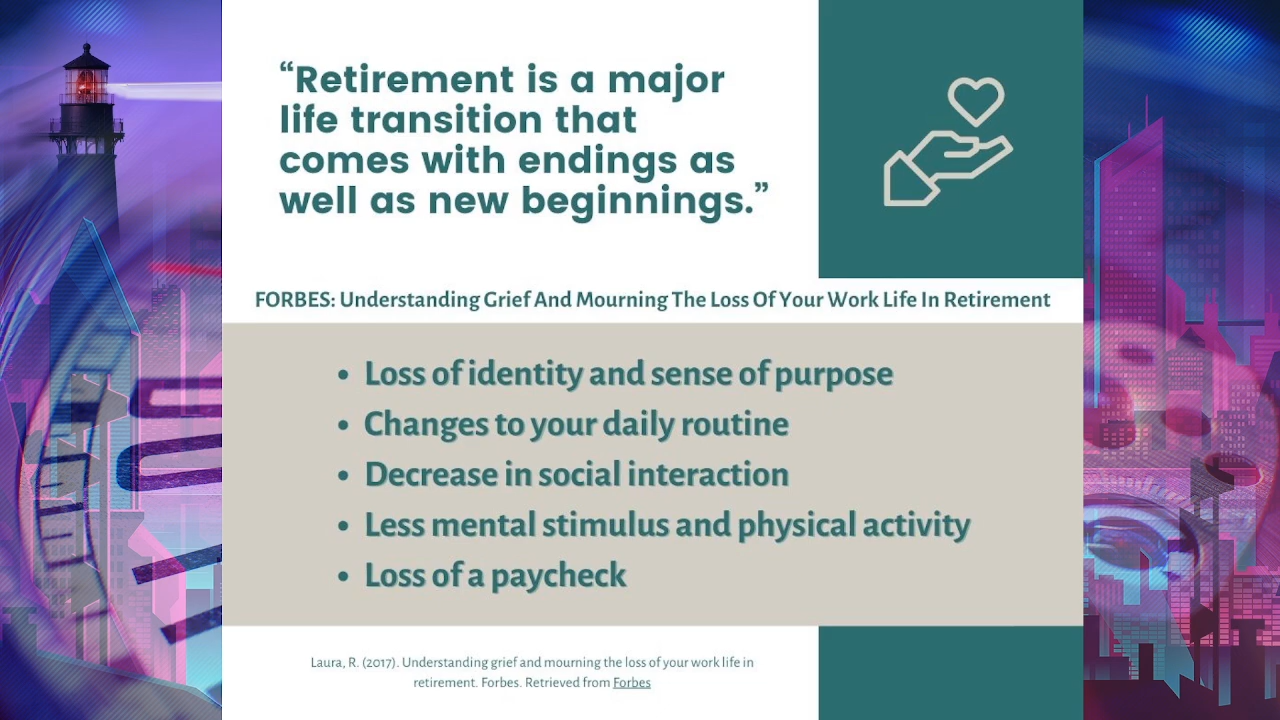 “Retirement is a major
life transition that
comes with endings as
well as new beginnings.”
FORBES: Understanding Grief And Mourning The Loss Of Your Work Life In Retirement
• Loss of identity and sense of purpose
• Changes to your daily routine
• Decrease in social interaction
• Less mental stimulus and physical activity
• Loss of a paycheck
Laura, R. (2017). Understanding grief and mourning the loss of your work life in
retirement. Forbes. Retrieved from Forbes